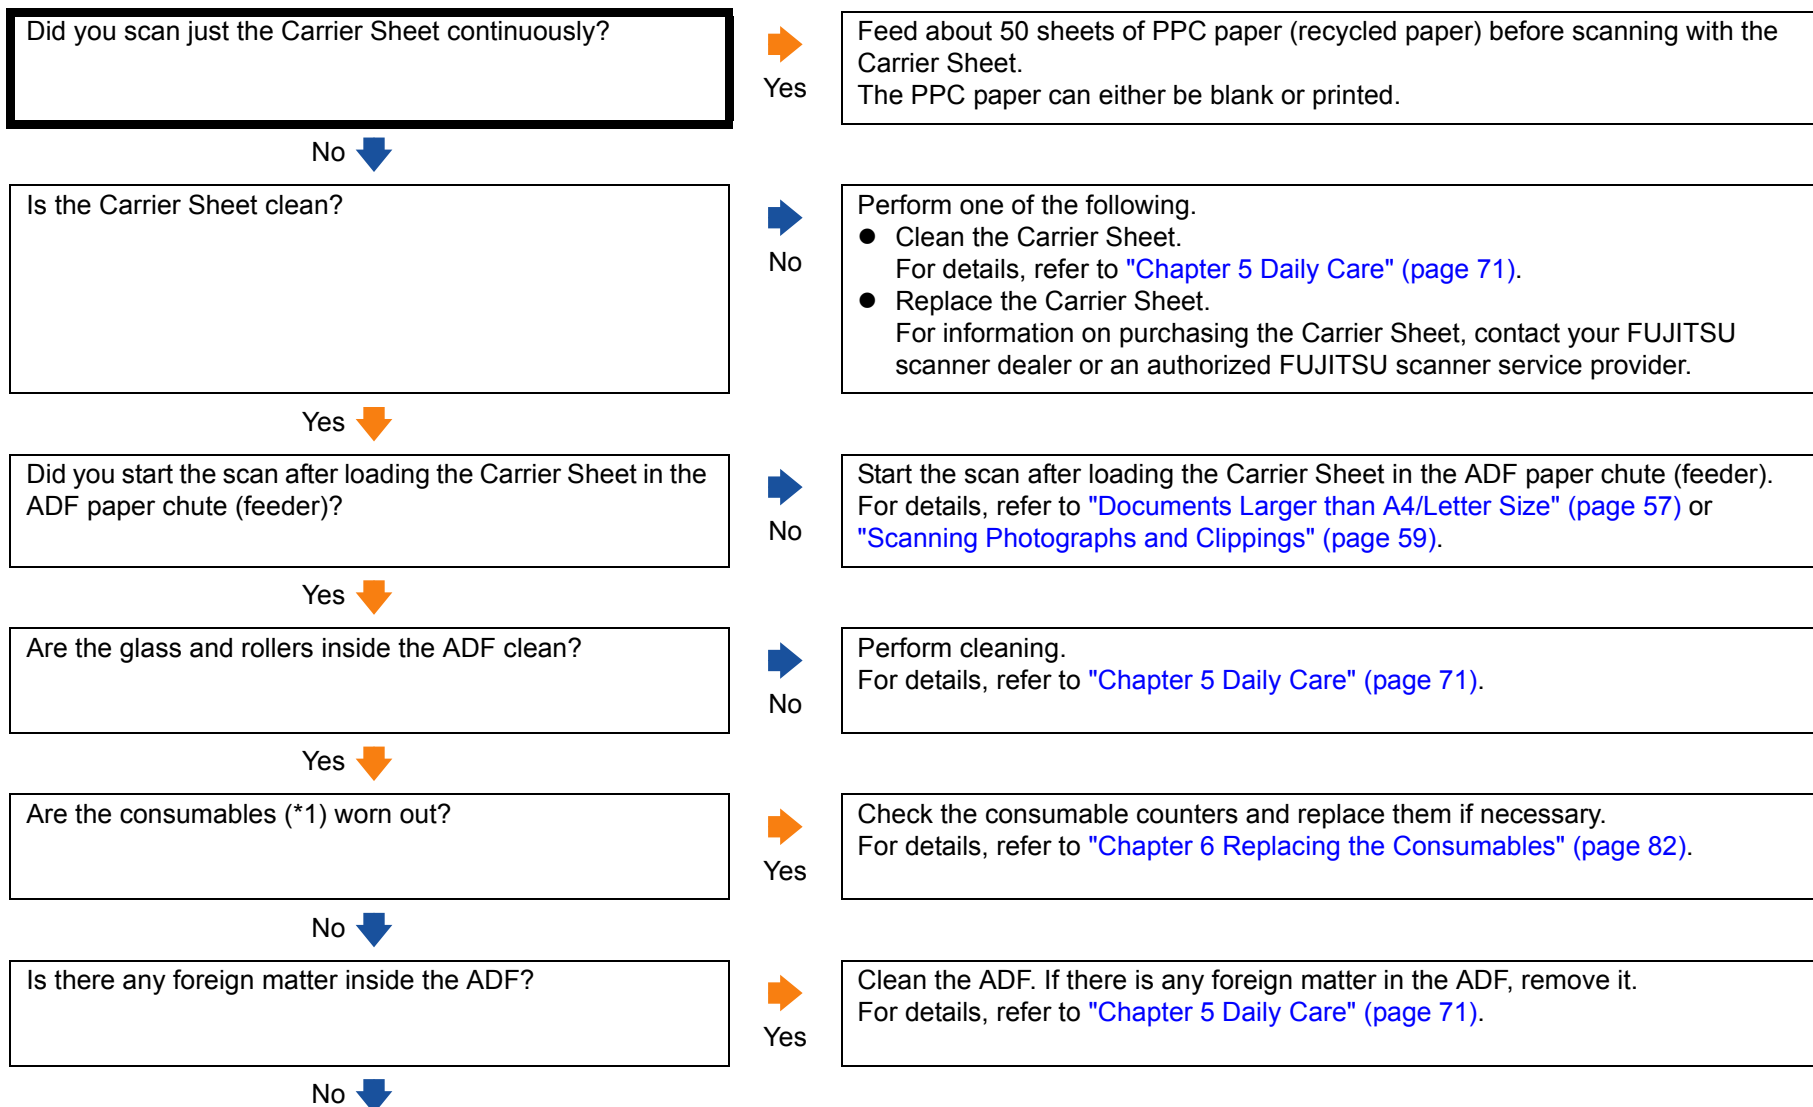 Did you scan just the Carrier Sheet continuously?
Yes
Feed about 50 sheets of PPC paper (recycled paper) before scanning with the
Carrier Sheet.
The PPC paper can either be blank or printed.
No
Is the Carrier Sheet clean?
No
Perform one of the following.
● Clean the Carrier Sheet.
For details, refer to "Chapter 5 Daily Care" (page 71).
● Replace the Carrier Sheet.
For information on purchasing the Carrier Sheet, contact your FUJITSU
scanner dealer or an authorized FUJITSU scanner service provider.
Yes
Did you start the scan after loading the Carrier Sheet in the
ADF paper chute (feeder)?
No
Start the scan after loading the Carrier Sheet in the ADF paper chute (feeder).
For details, refer to "Documents Larger than A4/Letter Size" (page 57) or
"Scanning Photographs and Clippings" (page 59).
Yes
Are the glass and rollers inside the ADF clean?
No
Perform cleaning.
For details, refer to "Chapter 5 Daily Care" (page 71).
Yes
Are the consumables (*1) worn out?
Yes
Check the consumable counters and replace them if necessary.
For details, refer to "Chapter 6 Replacing the Consumables" (page 82).
No
Is there any foreign matter inside the ADF?
Yes
Clean the ADF. If there is any foreign matter in the ADF, remove it.
For details, refer to "Chapter 5 Daily Care" (page 71).
No